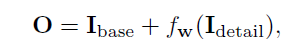 O = I_base + f_w(I_detail),